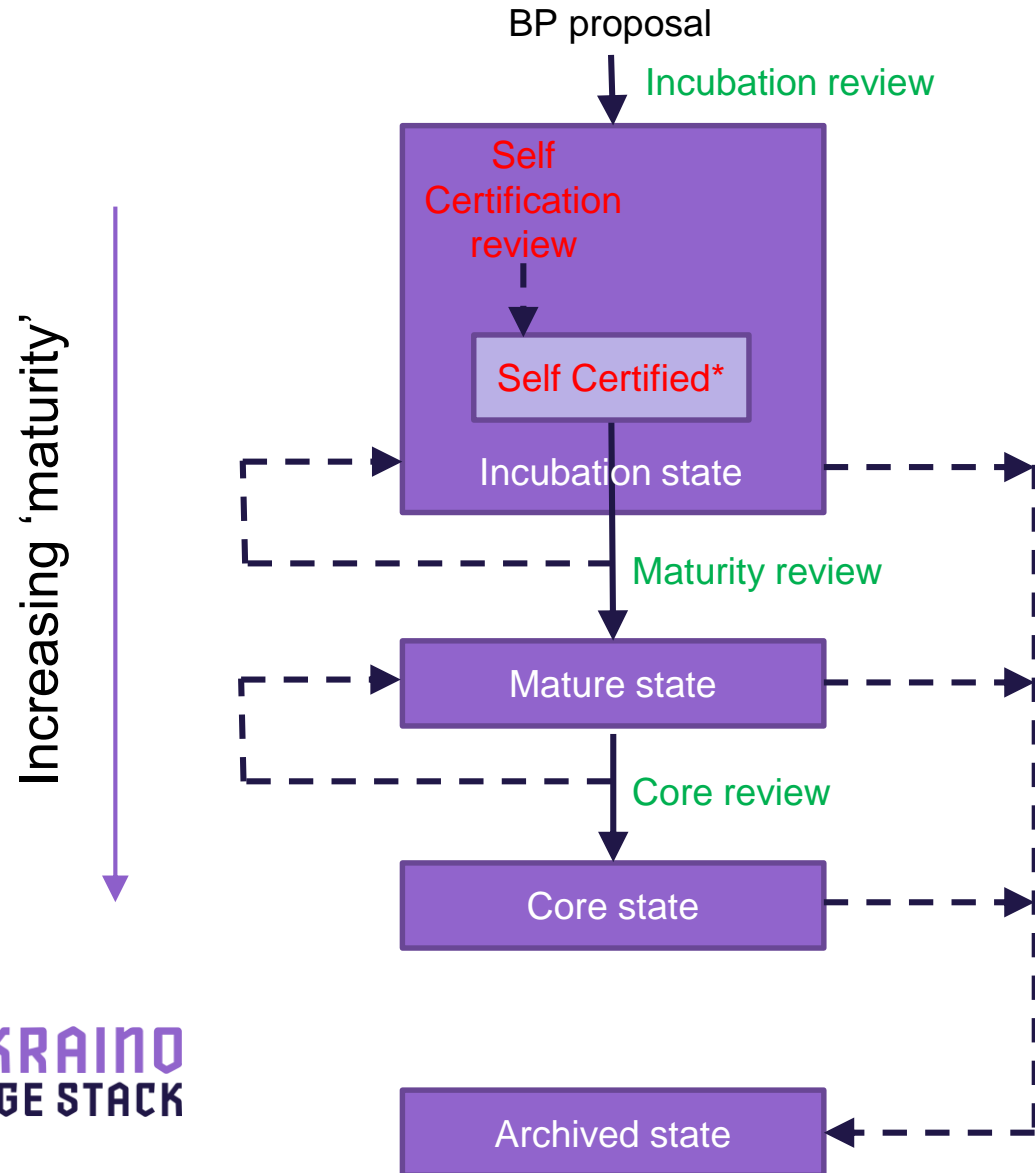 BP proposal
Incubation review
Self
Certification
review
Self Certified*
Incubation state
Maturity review
Mature state
Core review
Core state
Archived state
Increasing ‘maturity’
KRAINO
GE STACK